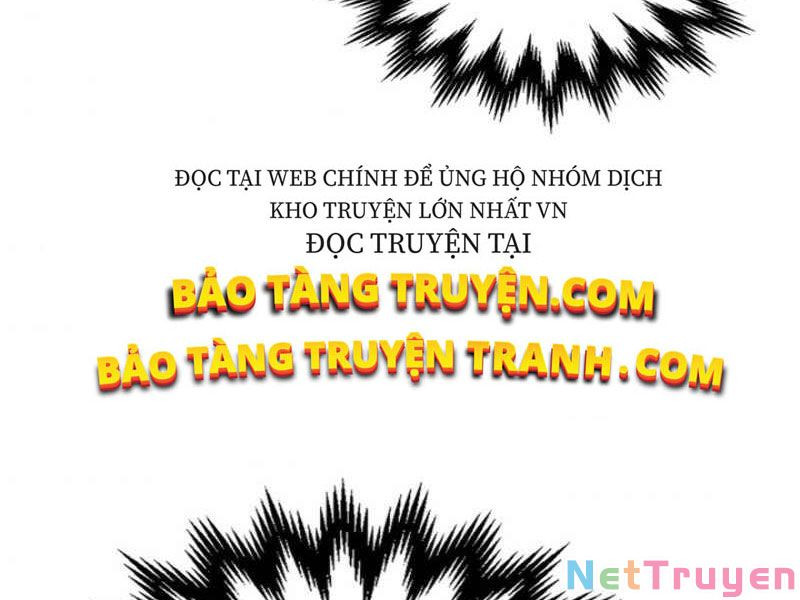 ĐỌC TẠI WEB CHÍNH ĐỂ ỦNG HỘ NHÓM DỊCH
KHO TRUYỆN LỚN NHẤT VN
ĐỌC TRUYỆN TẠI
BẢO TÀNG TRUYỆN.COM
BẢO TÀNG TRUYỆN TRANH.COM
NetTruyen